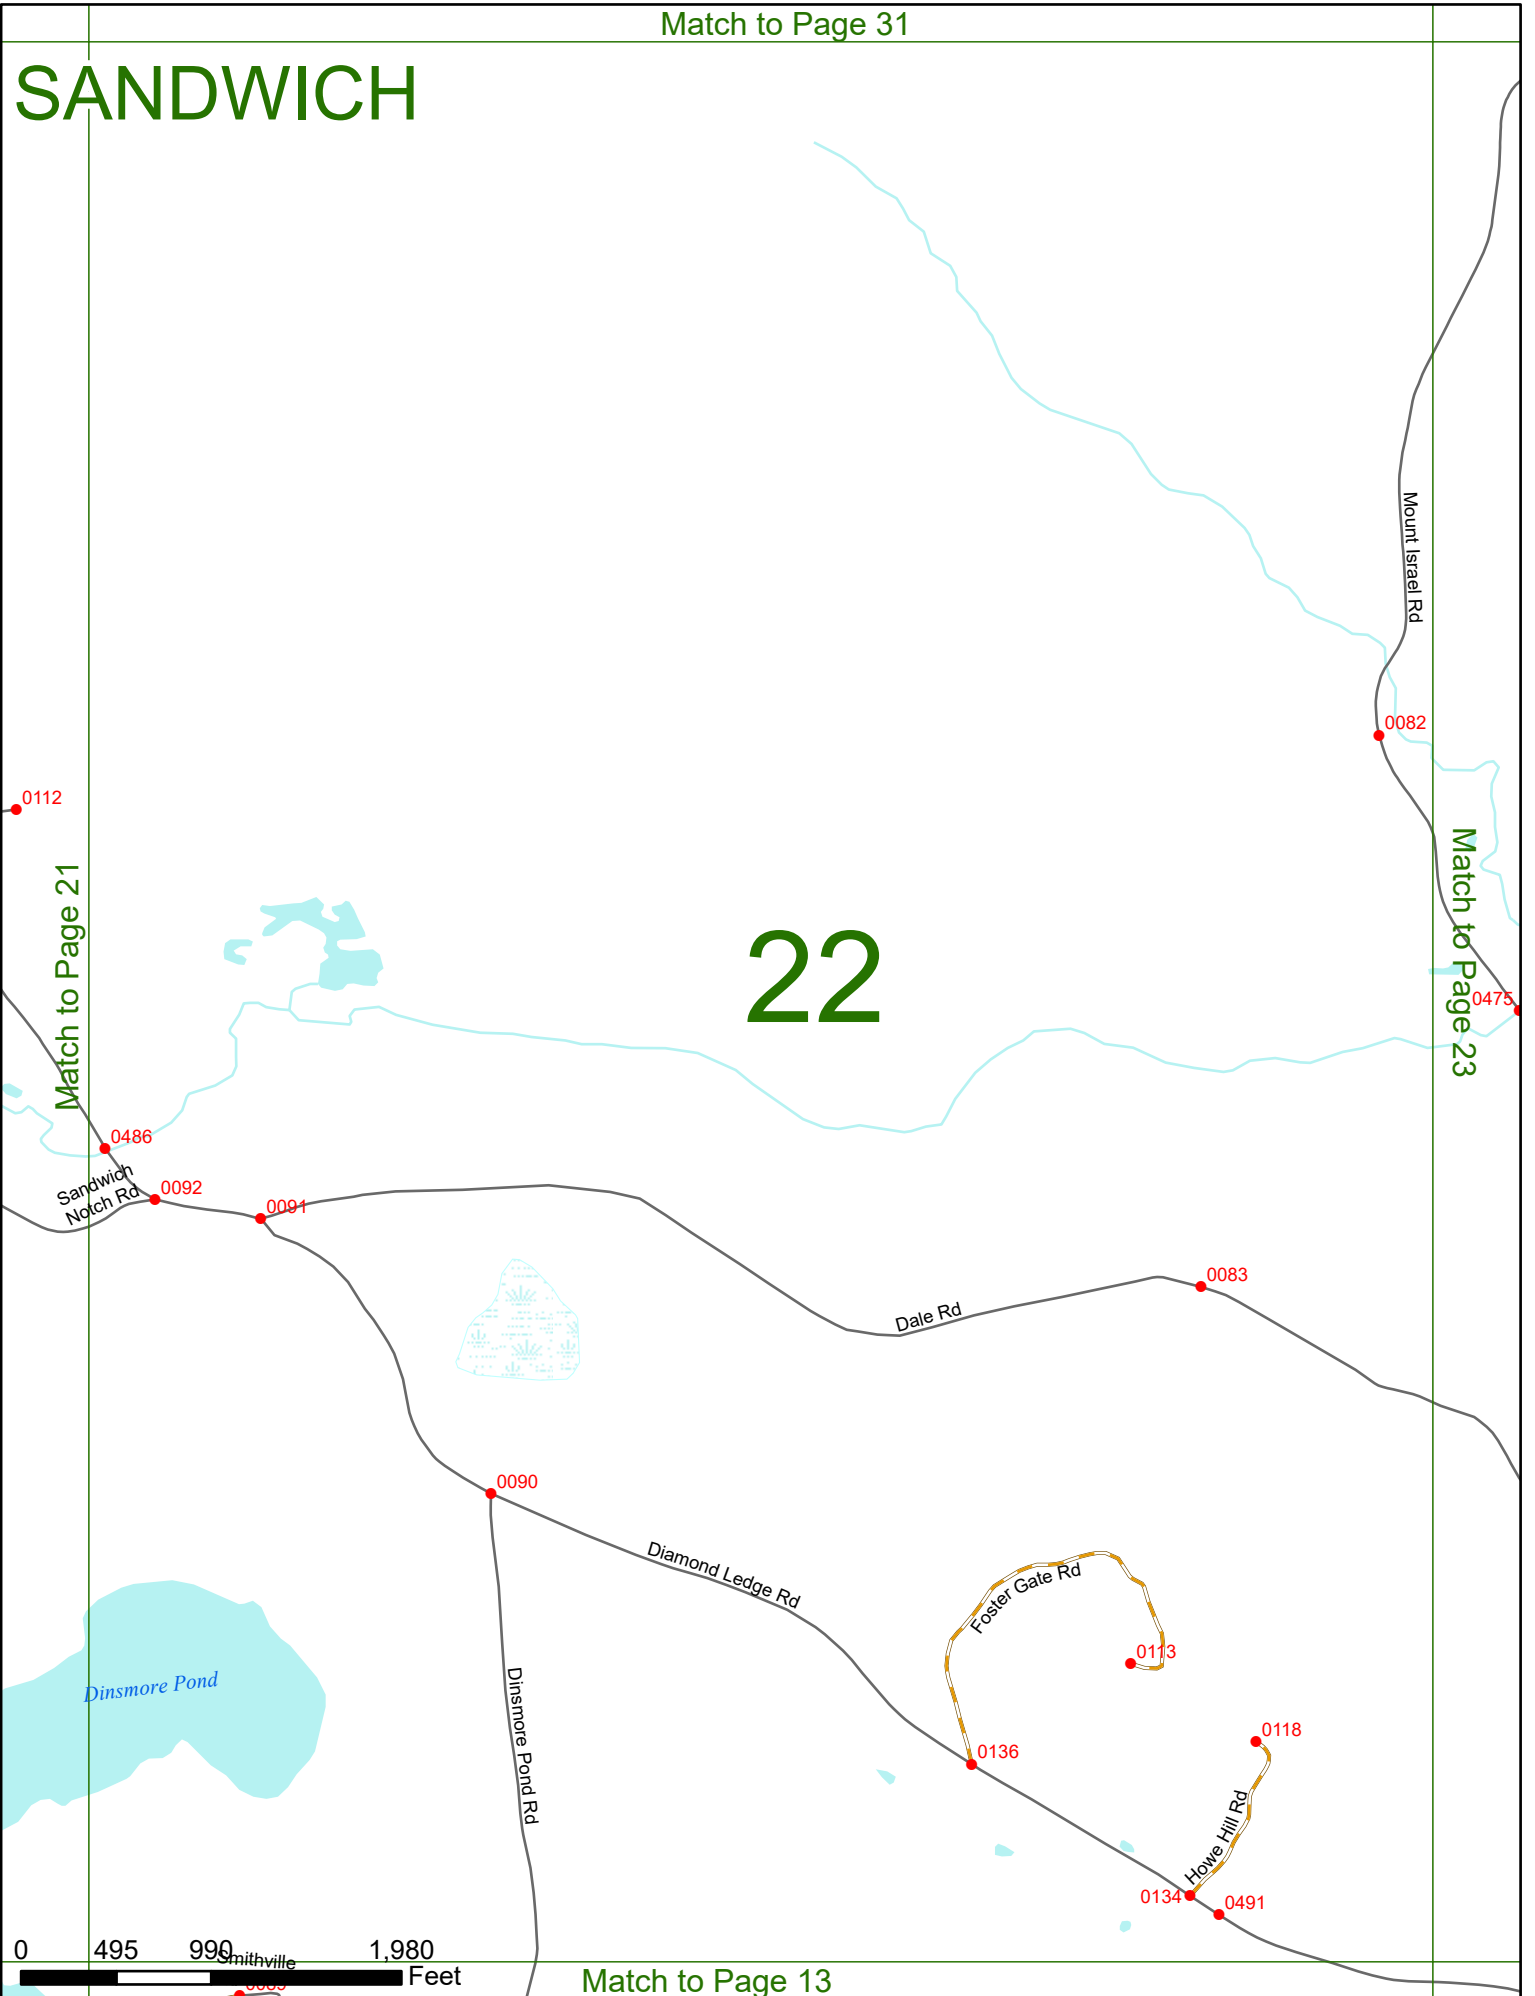 Match to Page 31
SANDWICH
Mount Israel Rd
0082
0112
Match to Page 21
Match to Page 23
22
0475
0486
Sandwich
Notch Rd
0092
0091
0083
Dale Rd
0090
Diamond Ledge Rd
Foster Gate Rd
0113
Dinsmore Pond
Dinsmore Pond Rd
0118
0136
Howe Hill Rd
0134
0491
0 495 990 1,980
Smithville
Feet
0089
Match to Page 13